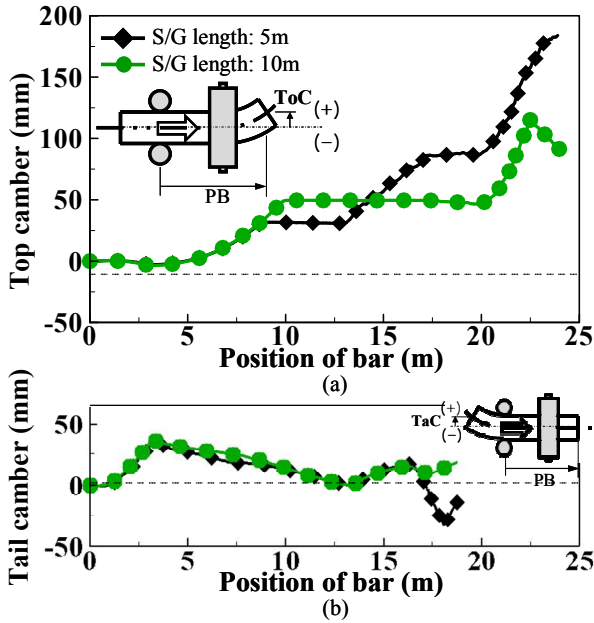 200
150
100
50
0
-50
Top camber (mm)
S/G length: 5m
S/G length: 10m
ToC
(+)
(-)
PB
0
5
10
15
20
25
Position of bar (m)
(a)
50
0
-50
Tail camber (mm)
TaC
(+)
(-)
PB
0
5
10
15
20
25
Position of bar (m)
(b)